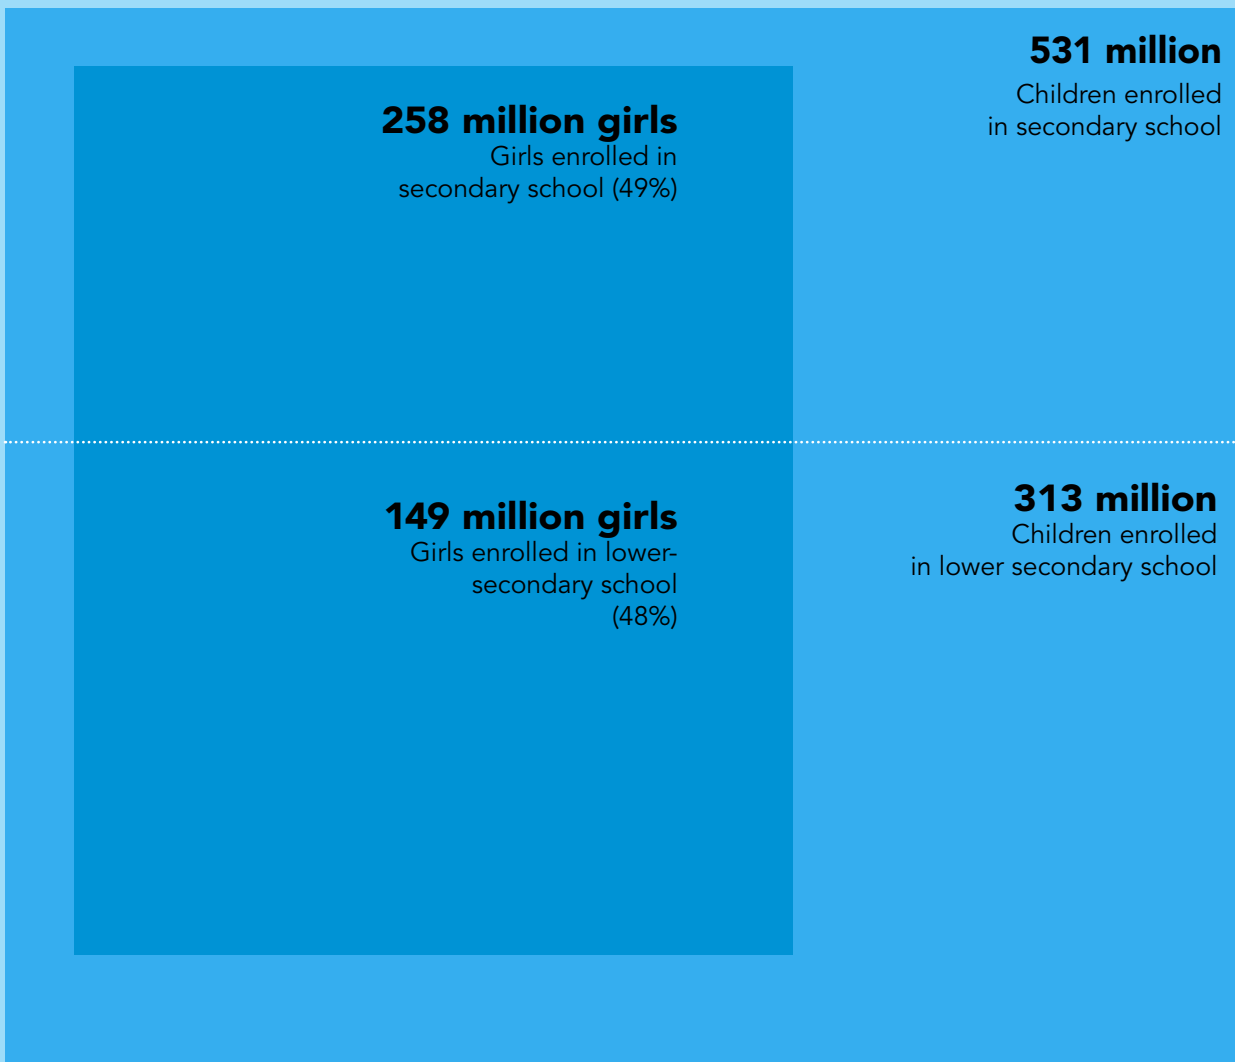 531 million
Children enrolled
in secondary school
258 million girls
Girls enrolled in
secondary school (49%)
313 million
Children enrolled
in lower secondary school
149 million girls
Girls enrolled in lower-
secondary school
(48%)